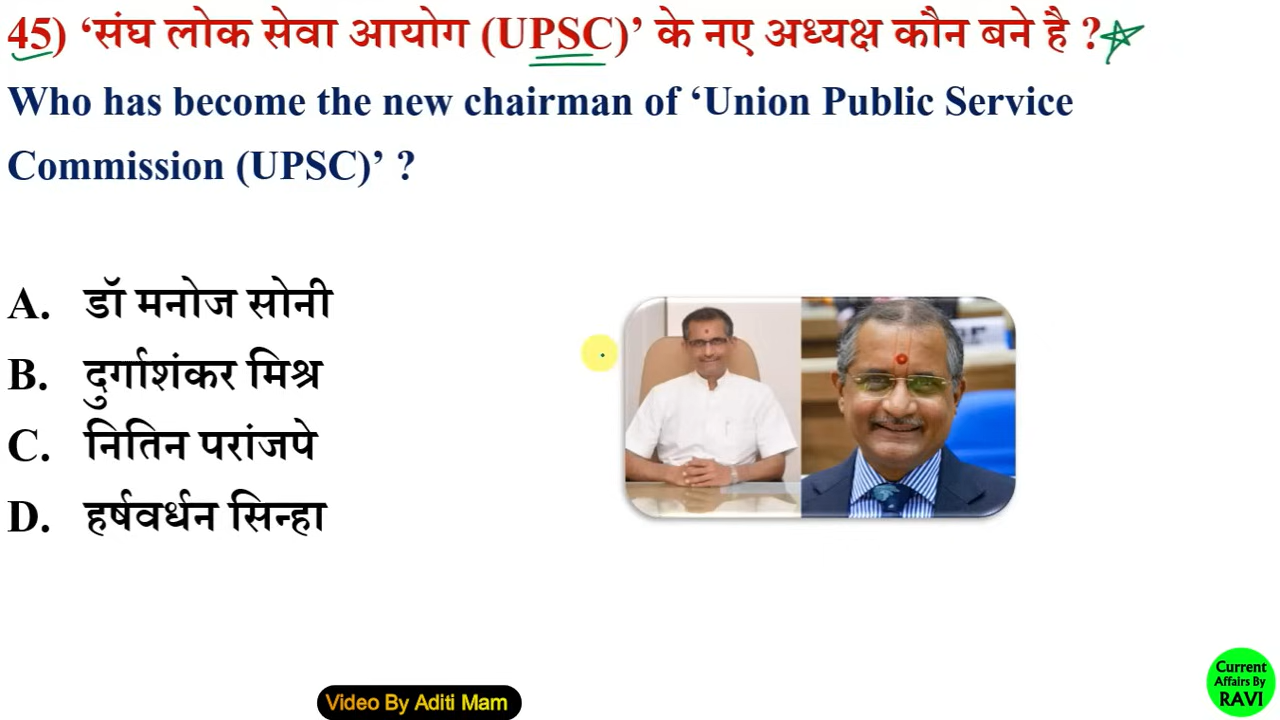 45) ‘संघ लोक सेवा आयोग (UPSC)’ के नए अध्यक्ष कौन बने है ?
Who has become the new chairman of ‘Union Public Service
Commission (UPSC)’ ?
A. डॉ मनोज सोनी
B. दुर्गाशंकर मिश्र
C. नितिन परांजपे
D. हर्षवर्धन सिन्हा
Video By Aditi Mam
Current
Affairs By
RAVI